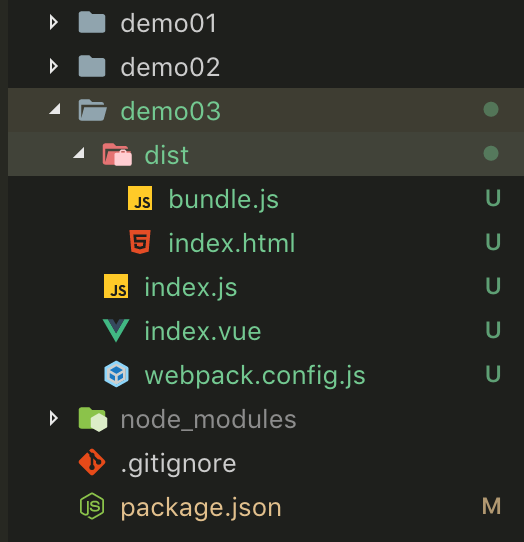 demo01
demo02
demo03
dist
JS bundle.js U
5 index.html U
JS index.js U
index.vue U
webpack.config.js U
node_modules
.gitignore
JS package.json M